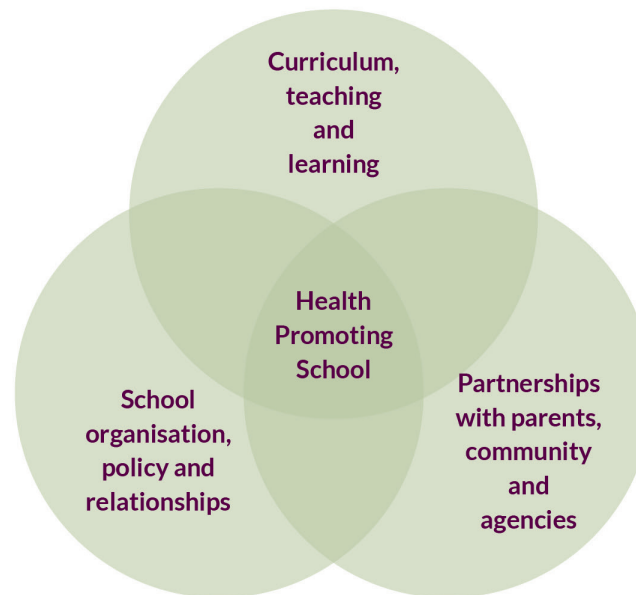 Curriculum,
teaching
and
learning
Health
Promoting
School
School
organisation,
policy and
relationships
Partnerships
with parents,
community
and
agencies